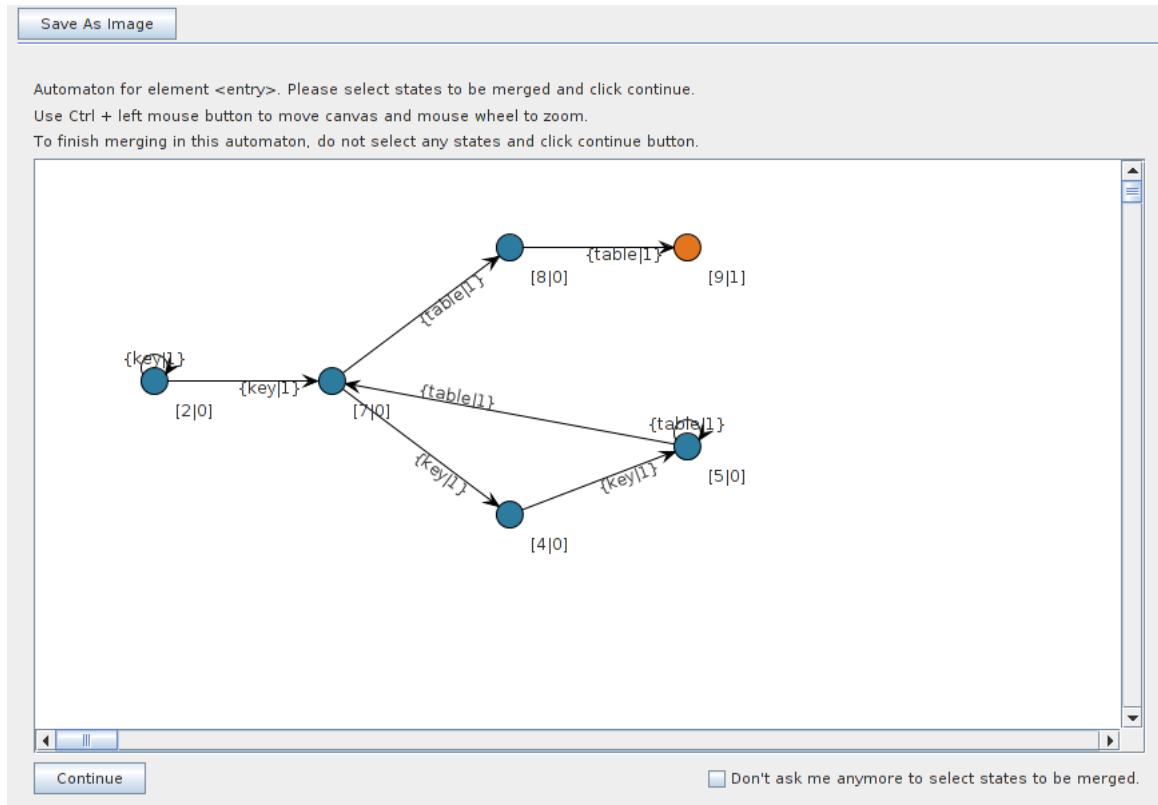 Save As Image
Automaton for element <entry>. Please select states to be merged and click continue.
Use Ctrl + left mouse button to move canvas and mouse wheel to zoom.
To finish merging in this automaton, do not select any states and click continue button.
{table|1}
[8|0]
[9|1]
{table|1}
{key|1}
{key|1}
[2|0]
[7|0]
{table|1}
{table|1}
{key|1}
{key|1}
[5|0]
[4|0]
Continue
Don't ask me anymore to select states to be merged.